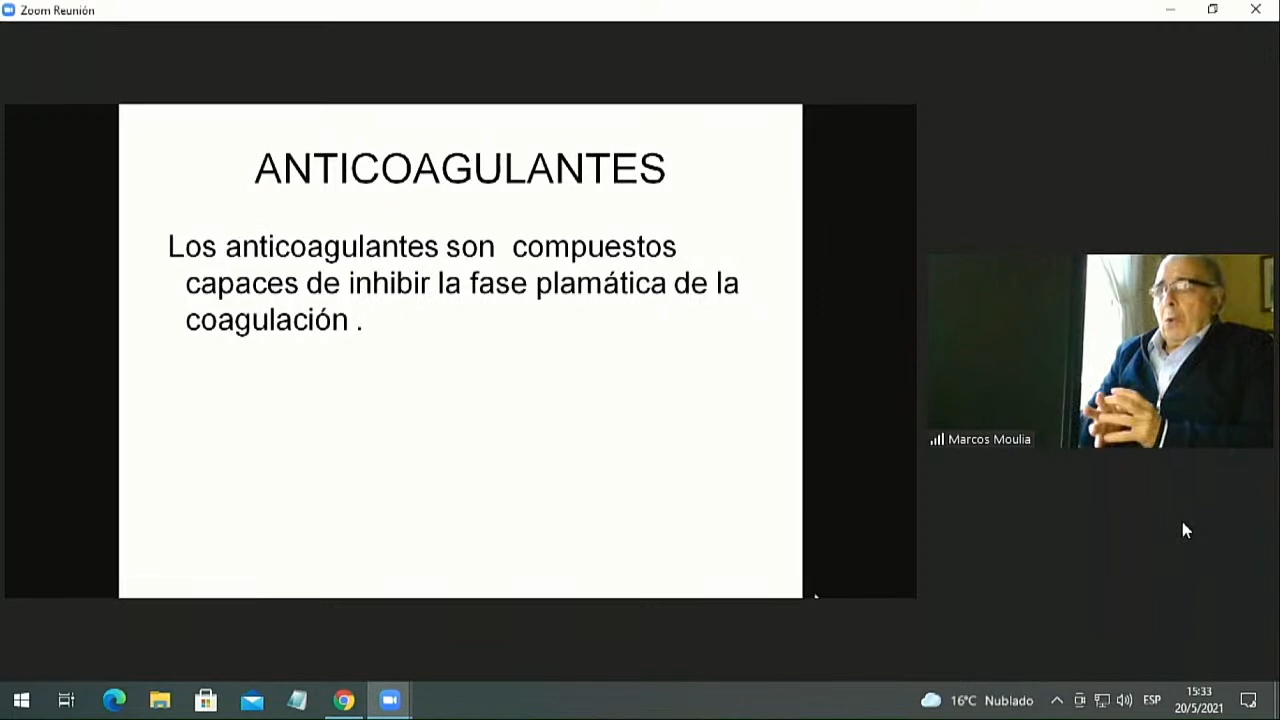 Zoom Reunión
ANTICOAGULANTES
Los anticoagulantes son compuestos
capaces de inhibir la fase plamática de la
coagulación .
Marcos Moulia
16°C Nublado
ESP
15:33
20/5/2021